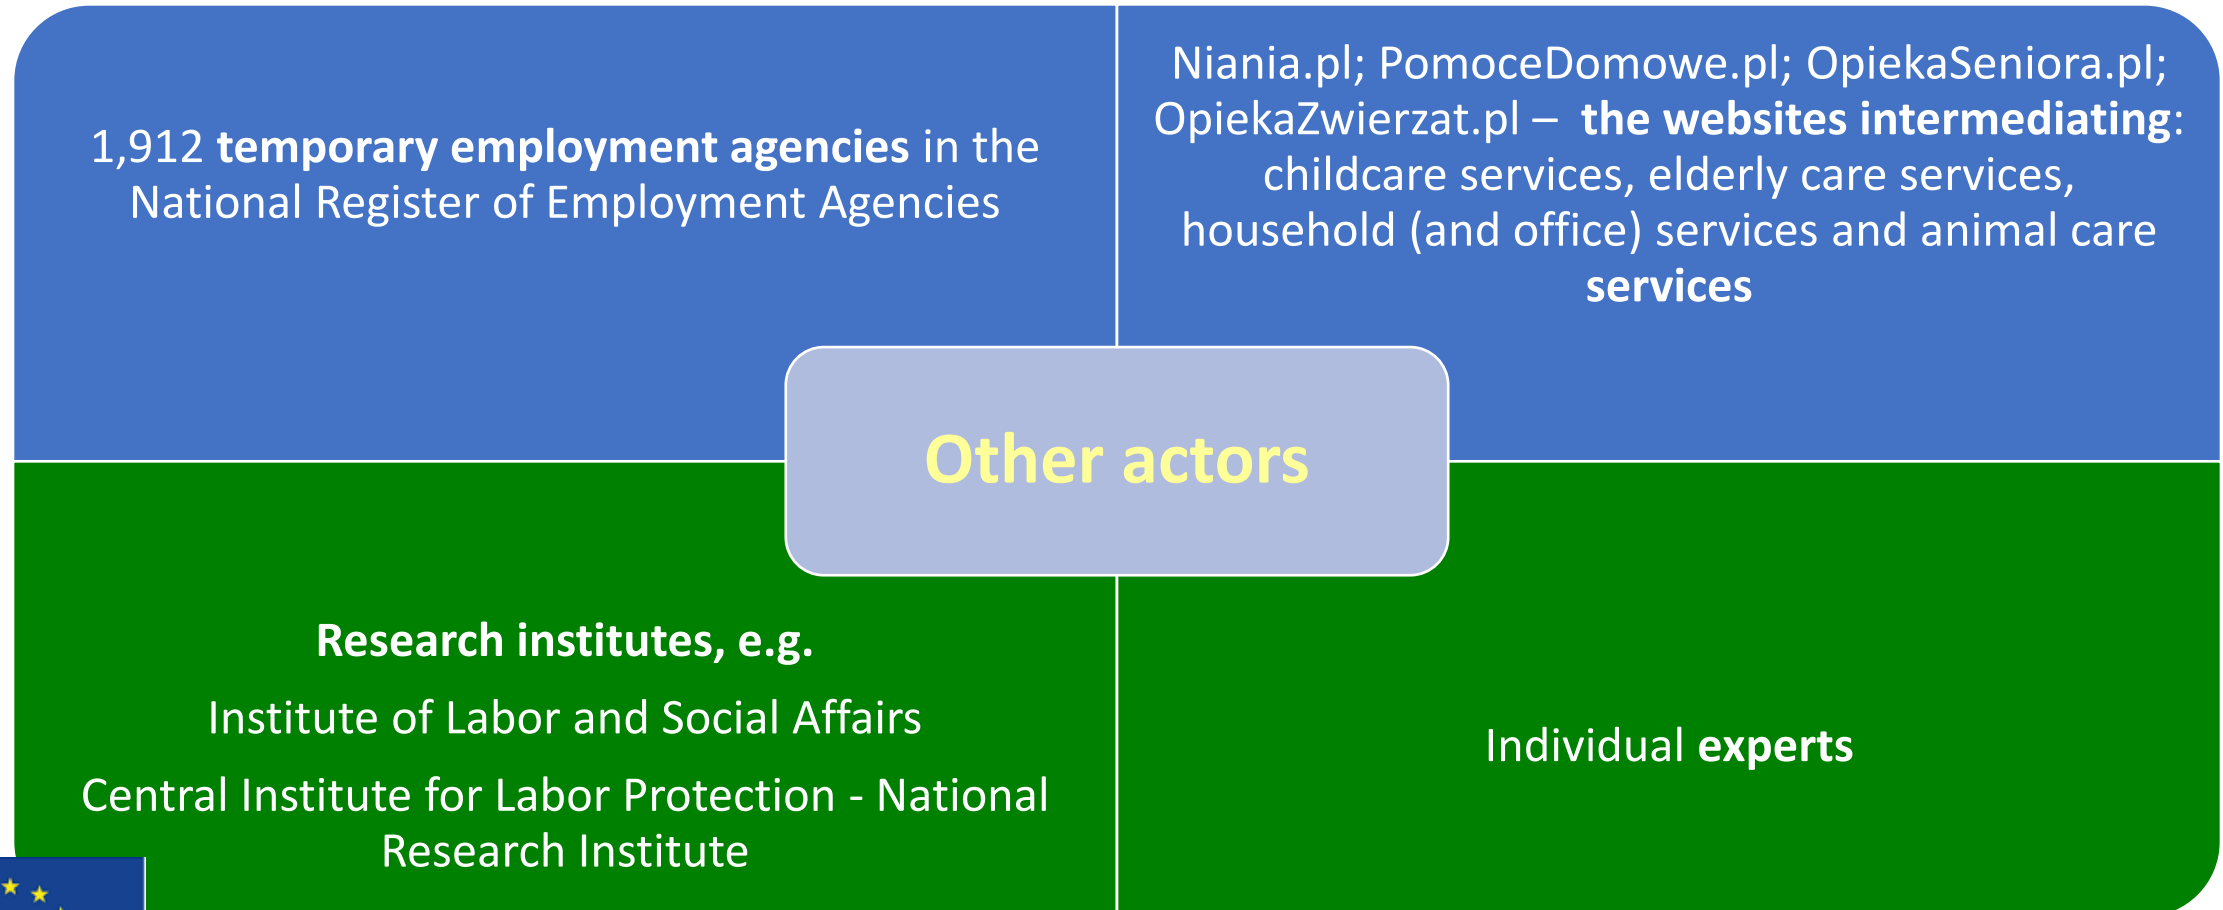 1,912 temporary employment agencies in the
National Register of Employment Agencies
Niania.pl; PomoceDomowe.pl; OpiekaSeniora.pl;
OpiekaZwierzat.pl – the websites intermediating:
childcare services, elderly care services,
household (and office) services and animal care
services
Other actors
Research institutes, e.g.
Institute of Labor and Social Affairs
Central Institute for Labor Protection - National
Research Institute
Individual experts